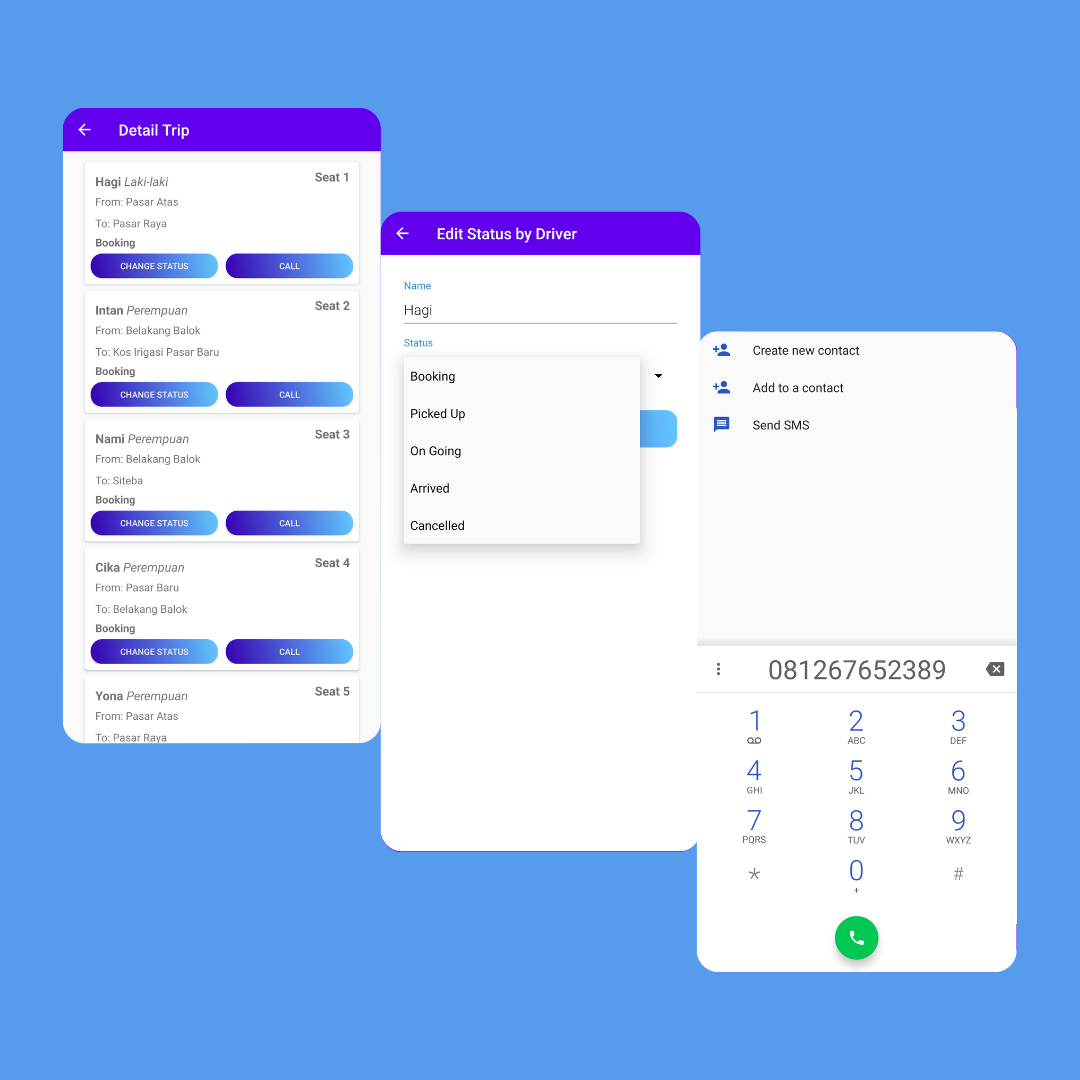 Detail Trip
Hagi Laki-laki
Seat 1
From: Pasar Atas
To: Pasar Raya
Booking
CHANGE STATUS
CALL
Intan Perempuan
Seat 2
From: Belakang Balok
To: Kos Irigasi Pasar Baru
Booking
CHANGE STATUS
CALL
Nami Perempuan
Seat 3
From: Belakang Balok
To: Siteba
Booking
CHANGE STATUS
CALL
Cika Perempuan
Seat 4
From: Pasar Baru
To: Belakang Balok
Booking
CHANGE STATUS
CALL
Yona Perempuan
Seat 5
From: Pasar Atas
To: Pasar Raya
Edit Status by Driver
Name
Hagi
Status
Booking
Picked Up
On Going
Arrived
Cancelled
Create new contact
Add to a contact
Send SMS
081267652389
1 2 3
ABC DEF
4 5 6
GHI JKL MNO
7 8 9
PQRS TUV WXYZ
* 0 #
+